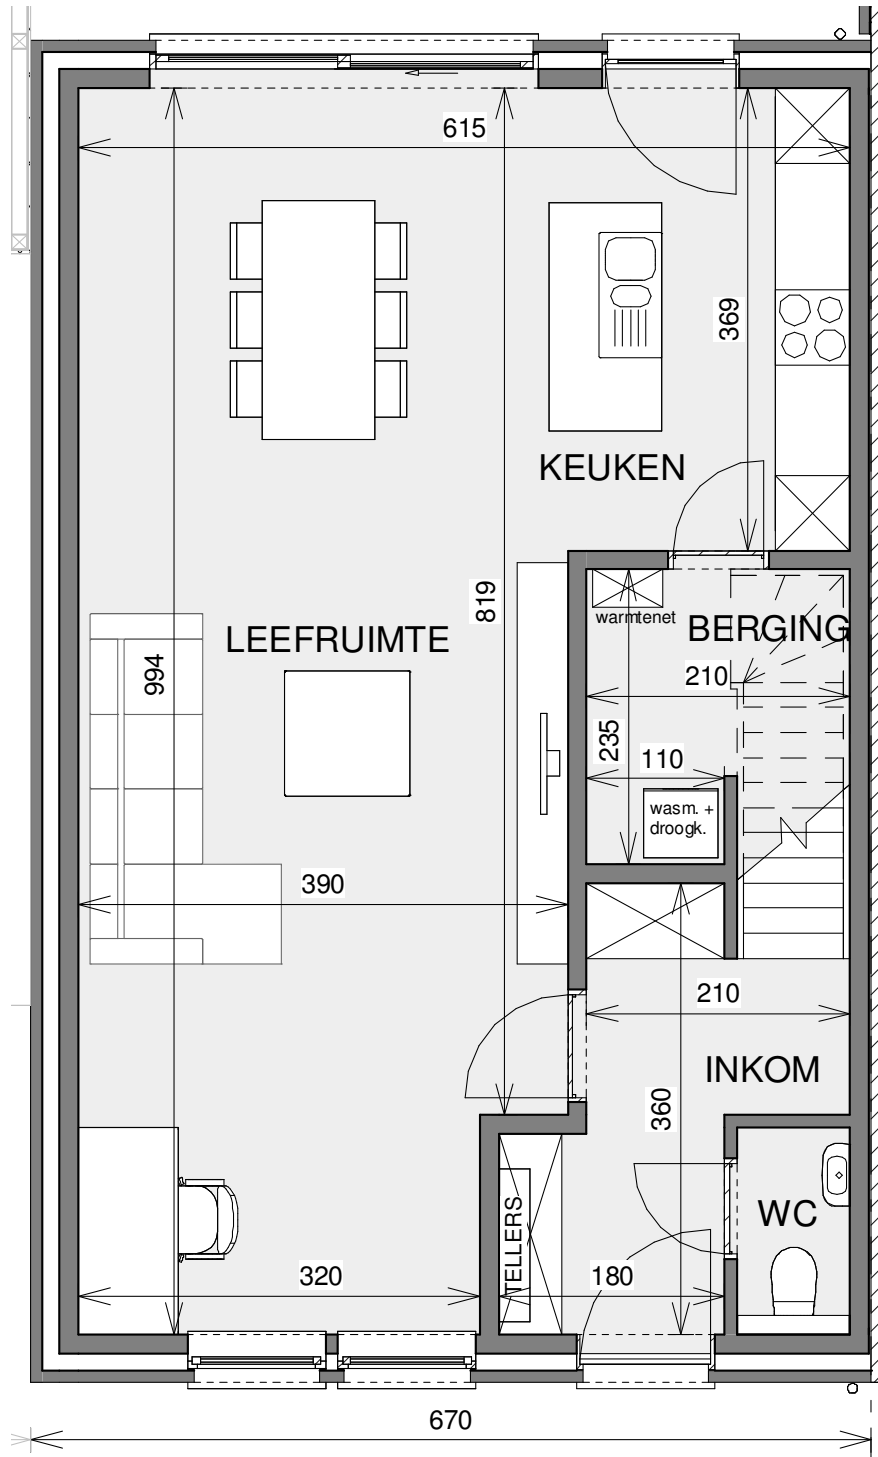 615
369
KEUKEN
819
LEEFRUIMTE
994
warmtenet
BERGING
210
235
110
wasm. +
droogk.
390
210
INKOM
360
TELLERS
WC
320
180
670